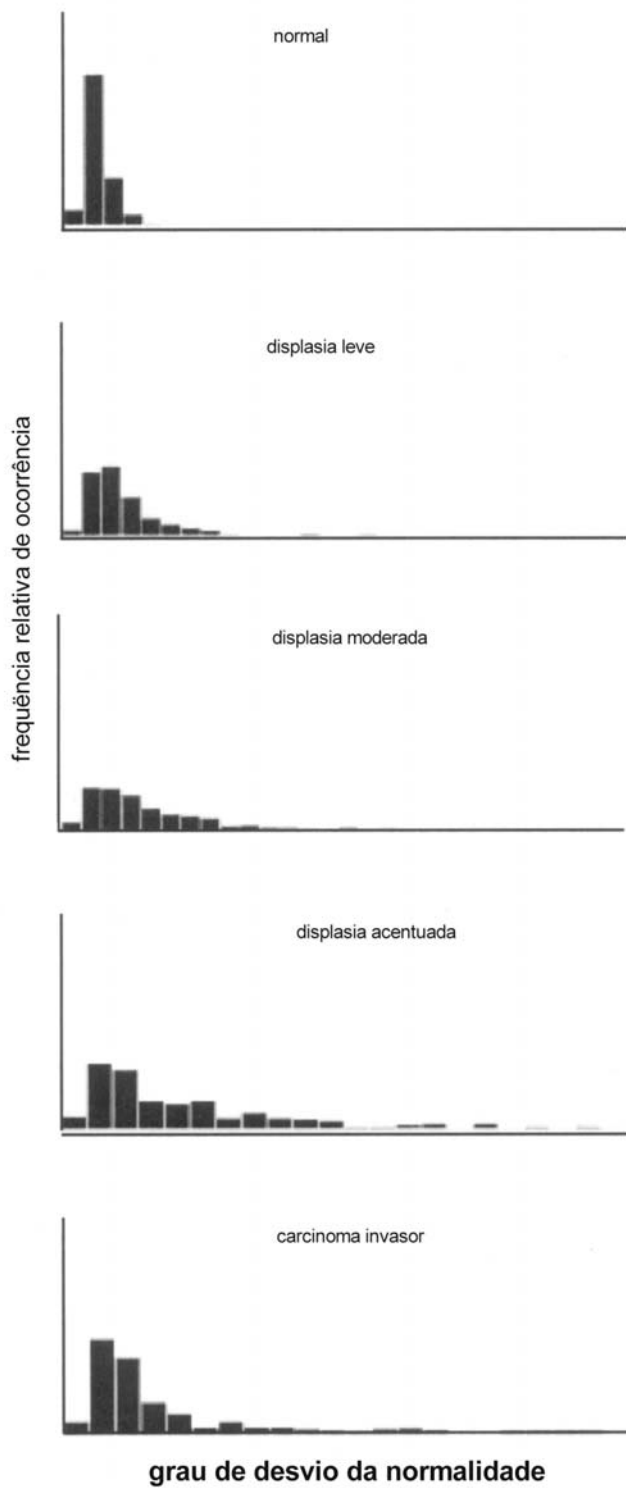 normal
displasia leve
frequência relativa de ocorrência
displasia moderada
displasia acentuada
carcinoma invasor
grau de desvio da normalidade